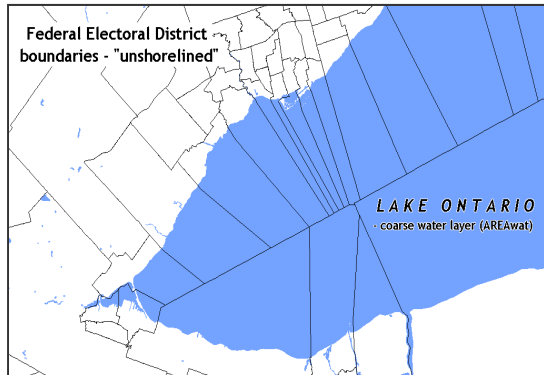 Federal Electoral District
boundaries - "unshorelined"
LAKE ONTARIO
- coarse water layer (AREAwat)